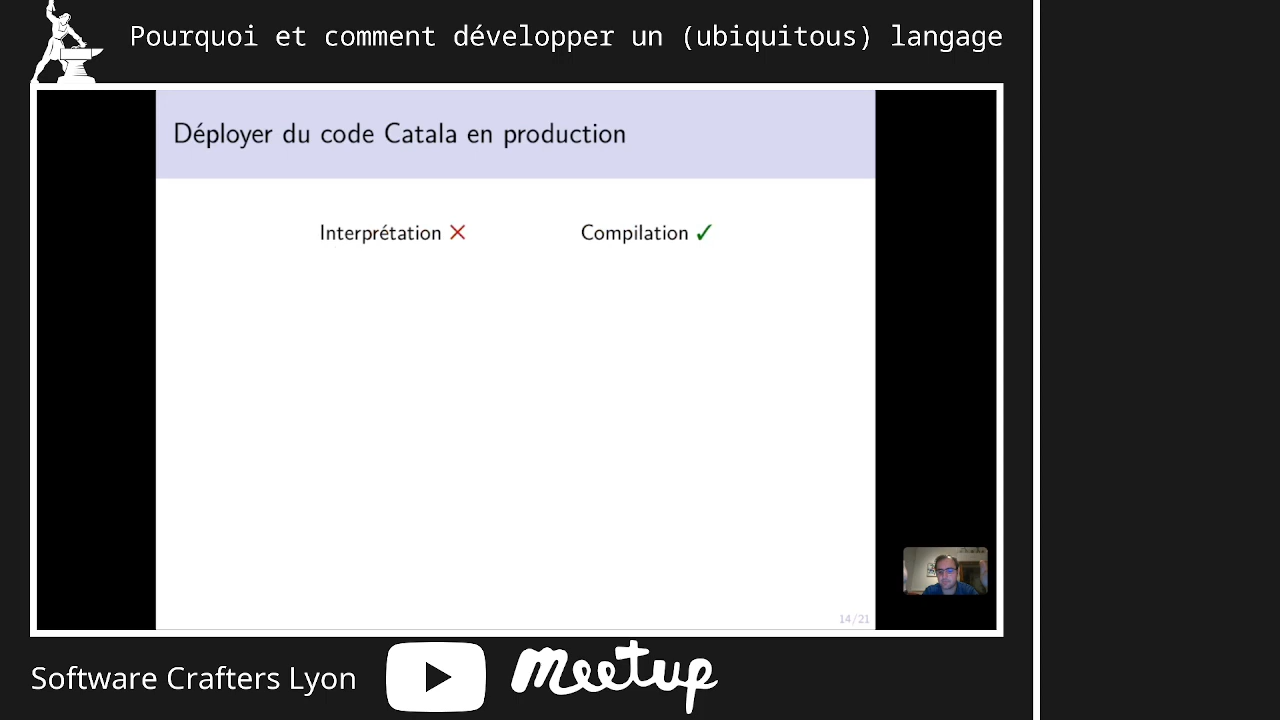 Pourquoi et comment développer un (ubiquitous) langage
Déployer du code Catala en production
Interprétation ✕ Compilation ✓
14/21
Software Crafters Lyon
meetup